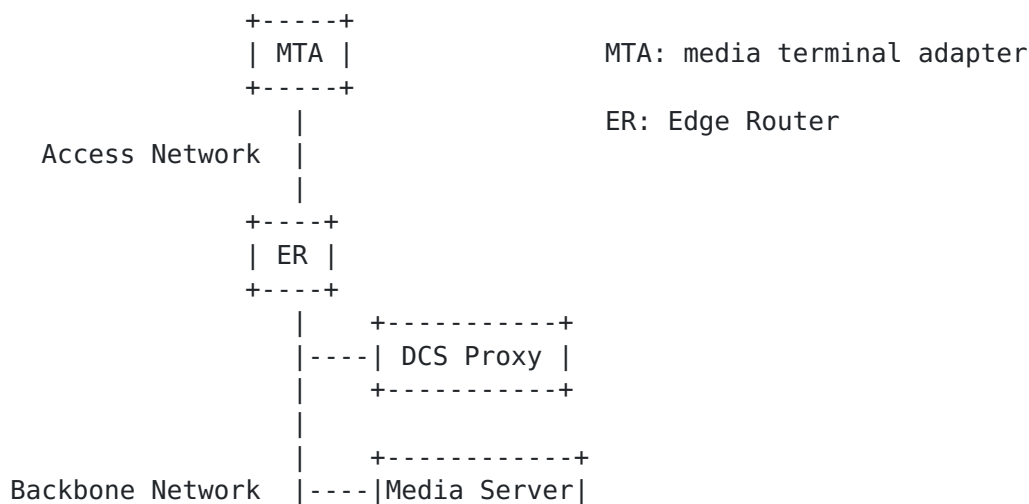 +-----+
| MTA | MTA: media terminal adapter
+-----+
| ER: Edge Router
Access Network |
|
+----+
| ER |
+----+
| +-----------+
|----| DCS Proxy |
| +-----------+
|
| +------------+
Backbone Network |----|Media Server|